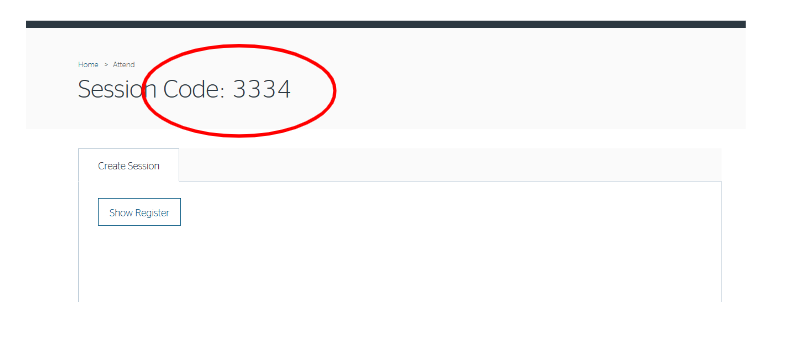 Home > Attend
Session Code: 3334
Create Session
Show Register